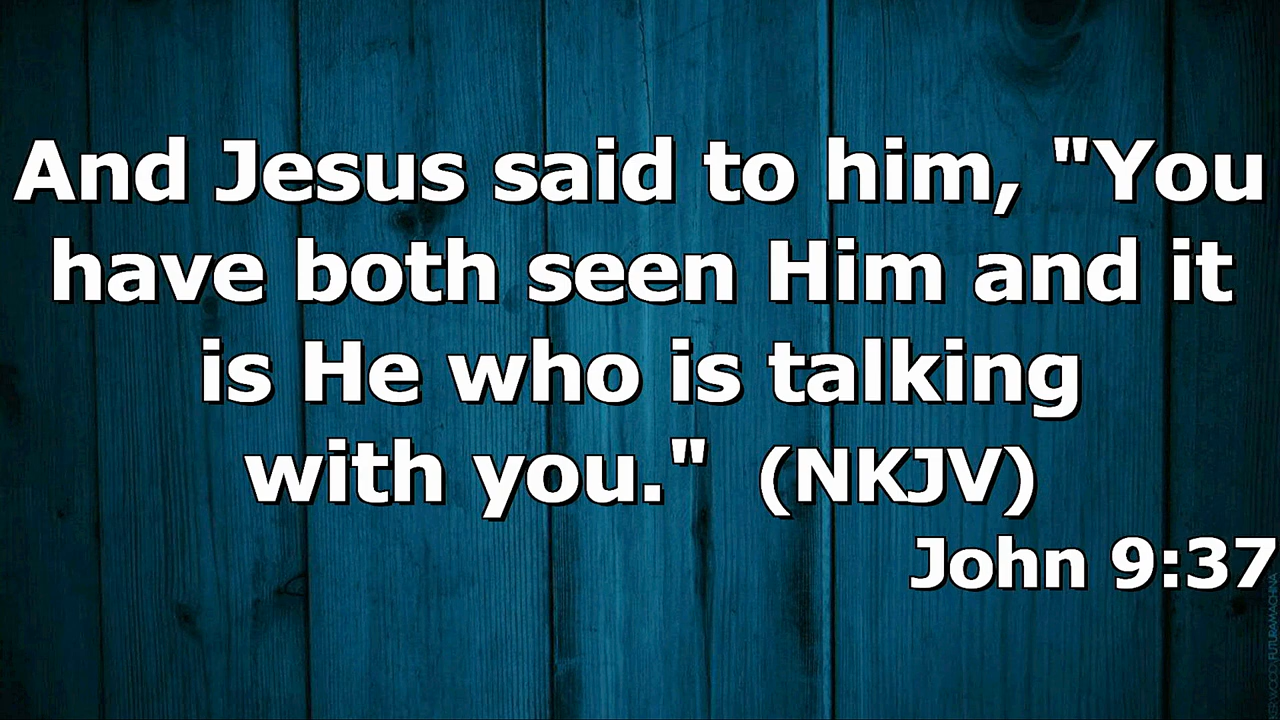 And Jesus said to him, "You
have both seen Him and it
is He who is talking
with you."  (NKJV)
John 9:37
FUTURAMACHINA